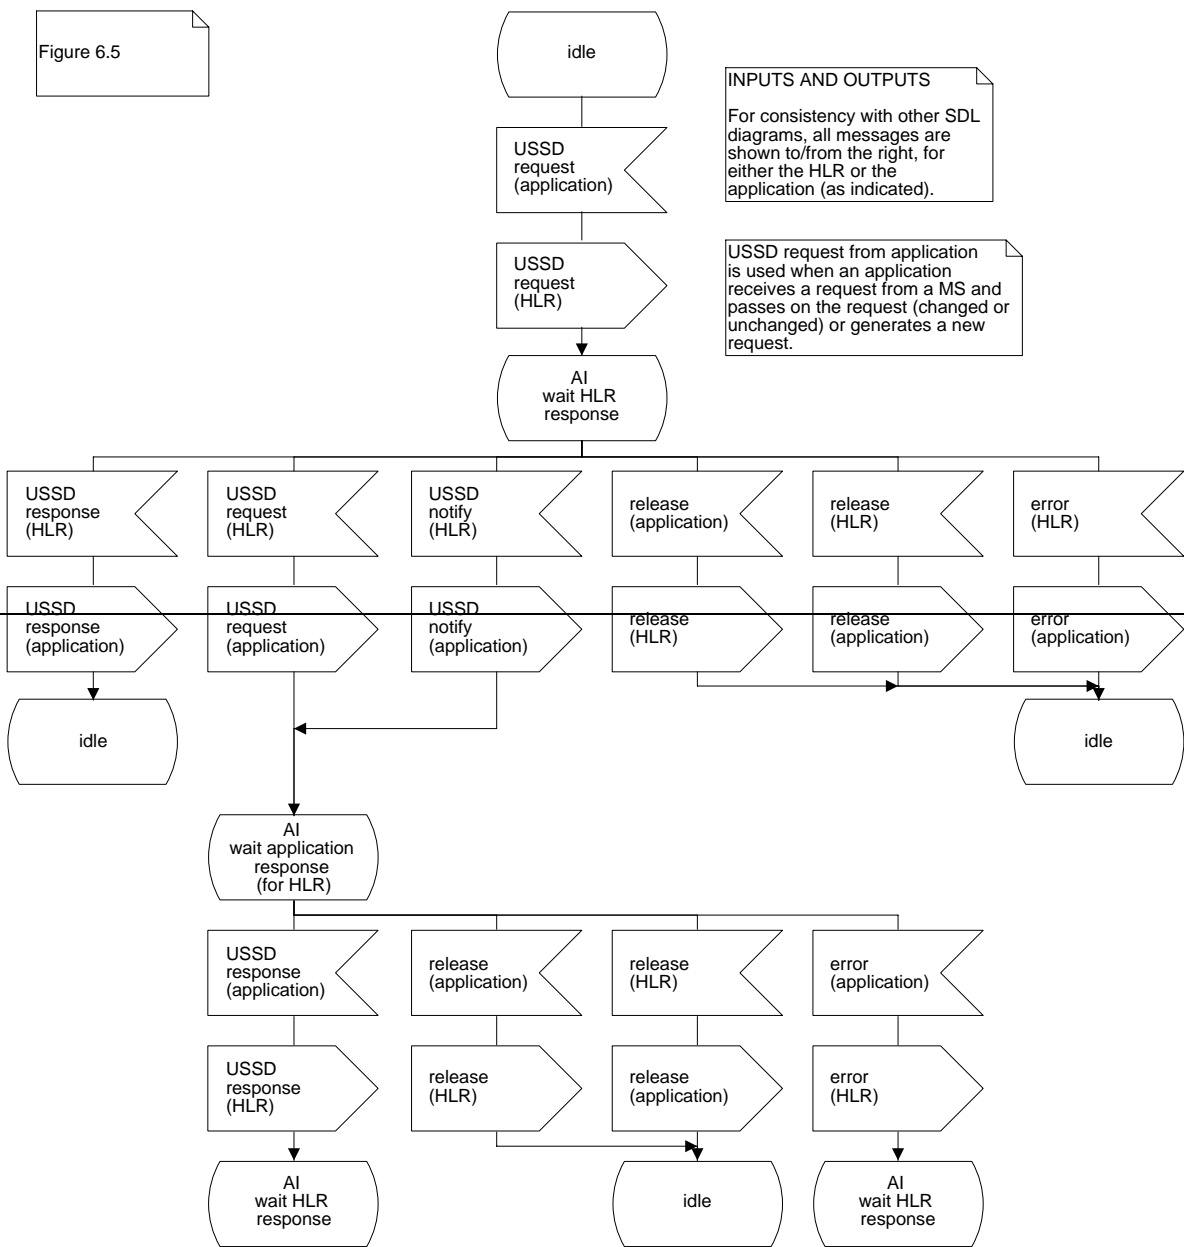 Figure 6.5
idle
INPUTS AND OUTPUTS
For consistency with other SDL
diagrams, all messages are
shown to/from the right, for
either the HLR or the
application (as indicated).
USSD
request
(application)
USSD
request
(HLR)
USSD request from application
is used when an application
receives a request from a MS and
passes on the request (changed or
unchanged) or generates a new
request.
AI
wait HLR
response
USSD
response
(HLR)
USSD
request
(HLR)
USSD
notify
(HLR)
release
(application)
release
(HLR)
error
(HLR)
USSD
response
(application)
USSD
request
(application)
USSD
notify
(application)
release
(HLR)
release
(application)
error
(application)
idle
idle
AI
wait application
response
(for HLR)
USSD
response
(application)
release
(application)
release
(HLR)
error
(application)
USSD
response
(HLR)
release
(HLR)
release
(application)
error
(HLR)
AI
wait HLR
response
idle
AI
wait HLR
response